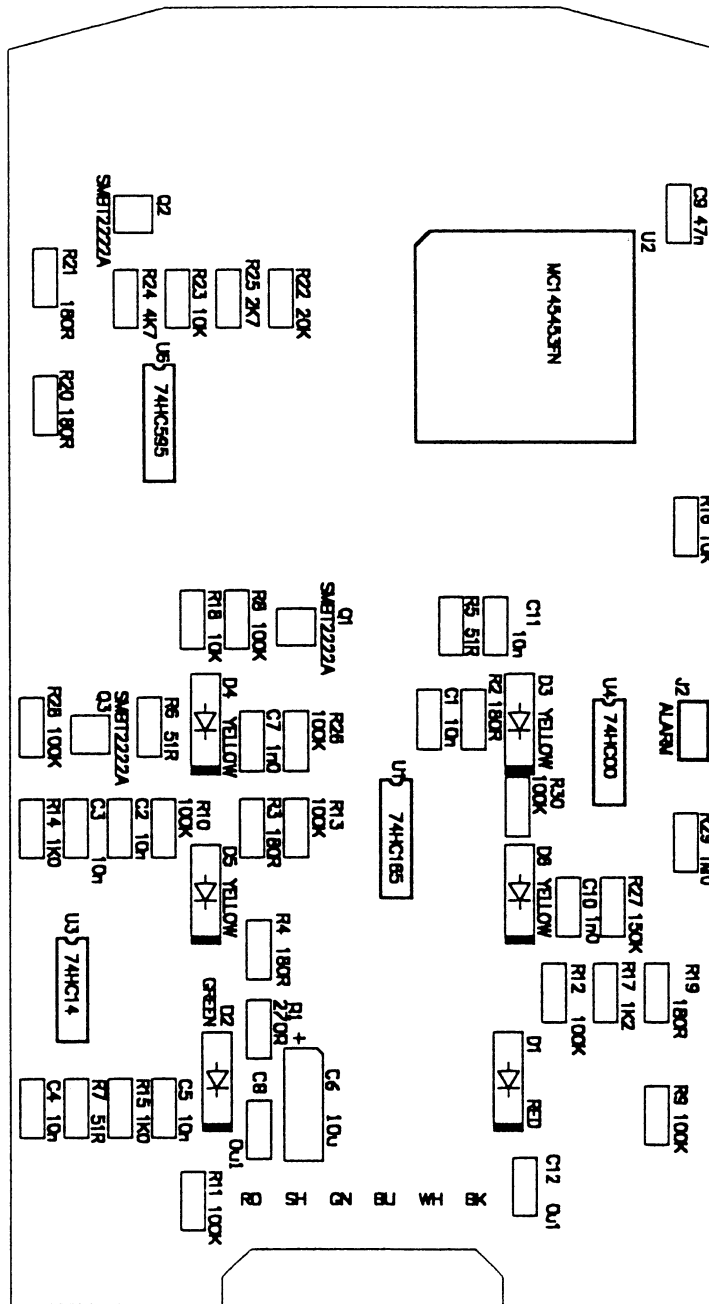 C9 47n
Q2
SMBT2222A
U2
MC145453FN
R21 180R
R24 4K7
R23 10K
R25 2K7
R22 20K
R20 180R
74HC595
R16 10K
R18 10K
R8 100K
Q1
SMBT2222A
R5 51R
C11 10n
R28 100K
Q3
SMBT2222A
R6 51R
D4 YELLOW
C7 1n0
R26 100K
C1 10n
R2 180R
D3 YELLOW
U4 74HC00
J2 ALARM
R14 1K0
C3 10n
C2 10n
R10 100K
R3 180R
R13 100K
U1 74HC165
R30 100K
D5 YELLOW
YELLOW
C10 1n0
R27 150K
U3 74HC14
R4 180R
R12 100K
R17 1K2
R19 180R
D2 GREEN
R1 270R
+
C8 0u1
C6 10u
D1 RED
R9 100K
C4 10n
R7 51R
R15 1K0
C5 10n
R11 100K
C12 0u1
RD SH GN BU WH BK